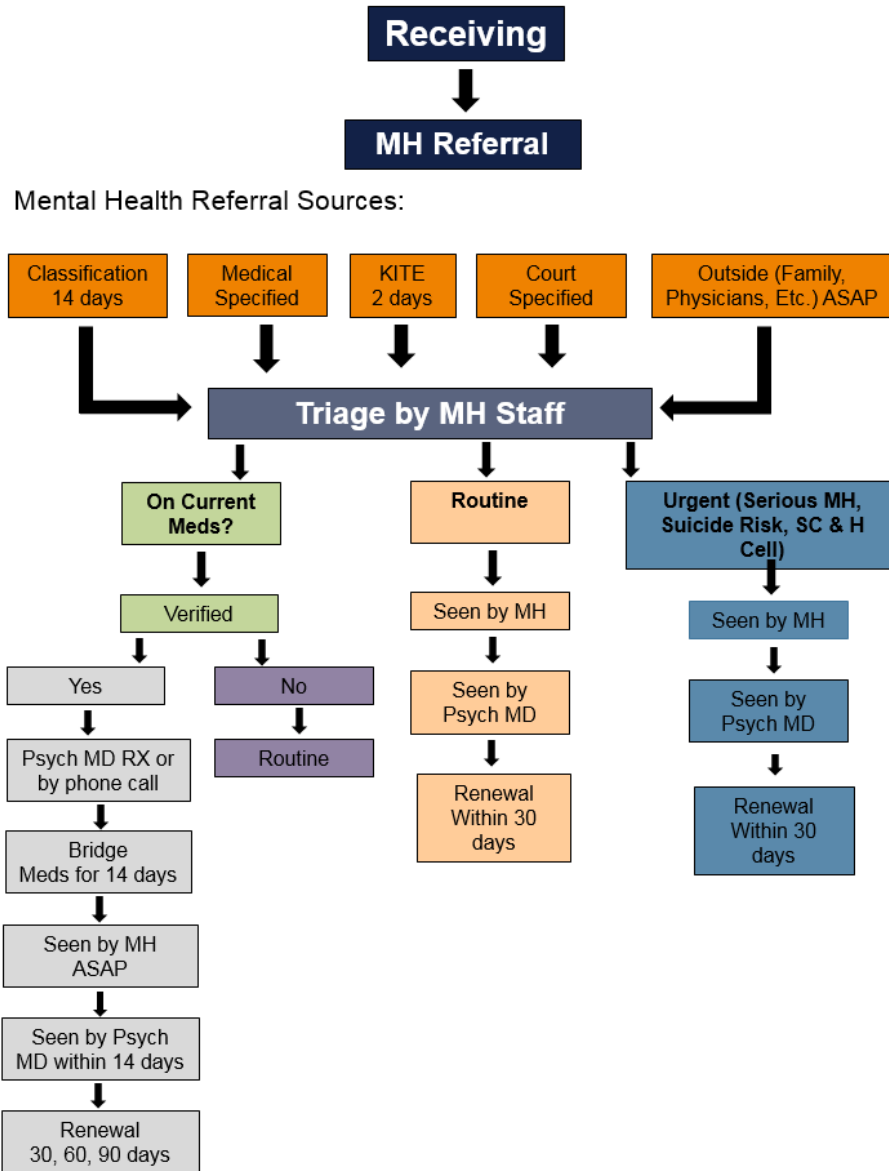 Receiving
MH Referral
Mental Health Referral Sources:
Classification
14 days
Medical
Specified
KITE
2 days
Court
Specified
Outside (Family,
Physicians, Etc.) ASAP
Triage by MH Staff
On Current
Meds?
Verified
Yes
Psych MD RX or
by phone call
Bridge
Meds for 14 days
Seen by MH
ASAP
Seen by Psych
MD within 14 days
Renewal
30, 60, 90 days
No
Routine
Routine
Seen by MH
Seen by
Psych MD
Renewal
Within 30
days
Urgent (Serious MH,
Suicide Risk, SC & H
Cell)
Seen by MH
Seen by
Psych MD
Renewal
Within 30
days